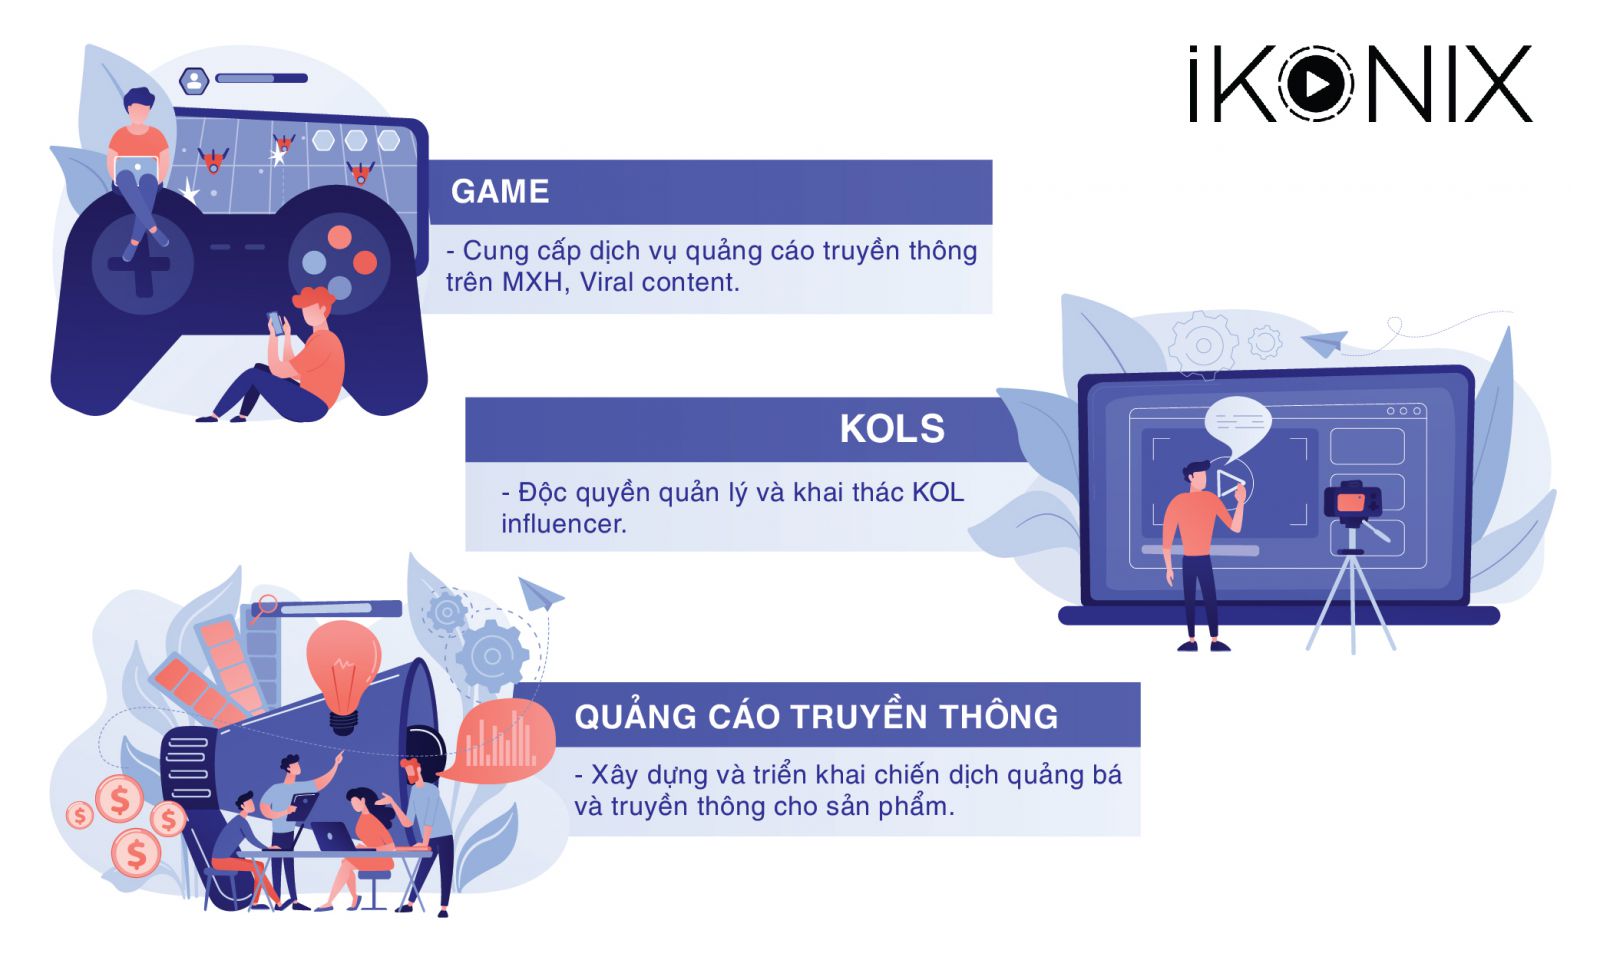 iKONIX
GAME
- Cung cấp dịch vụ quảng cáo truyền thông
trên MXH, Viral content.
KOLS
- Độc quyền quản lý và khai thác KOL
influencer.
QUẢNG CÁO TRUYỀN THÔNG
- Xây dựng và triển khai chiến dịch quảng bá
và truyền thông cho sản phẩm.
$
$
$
$